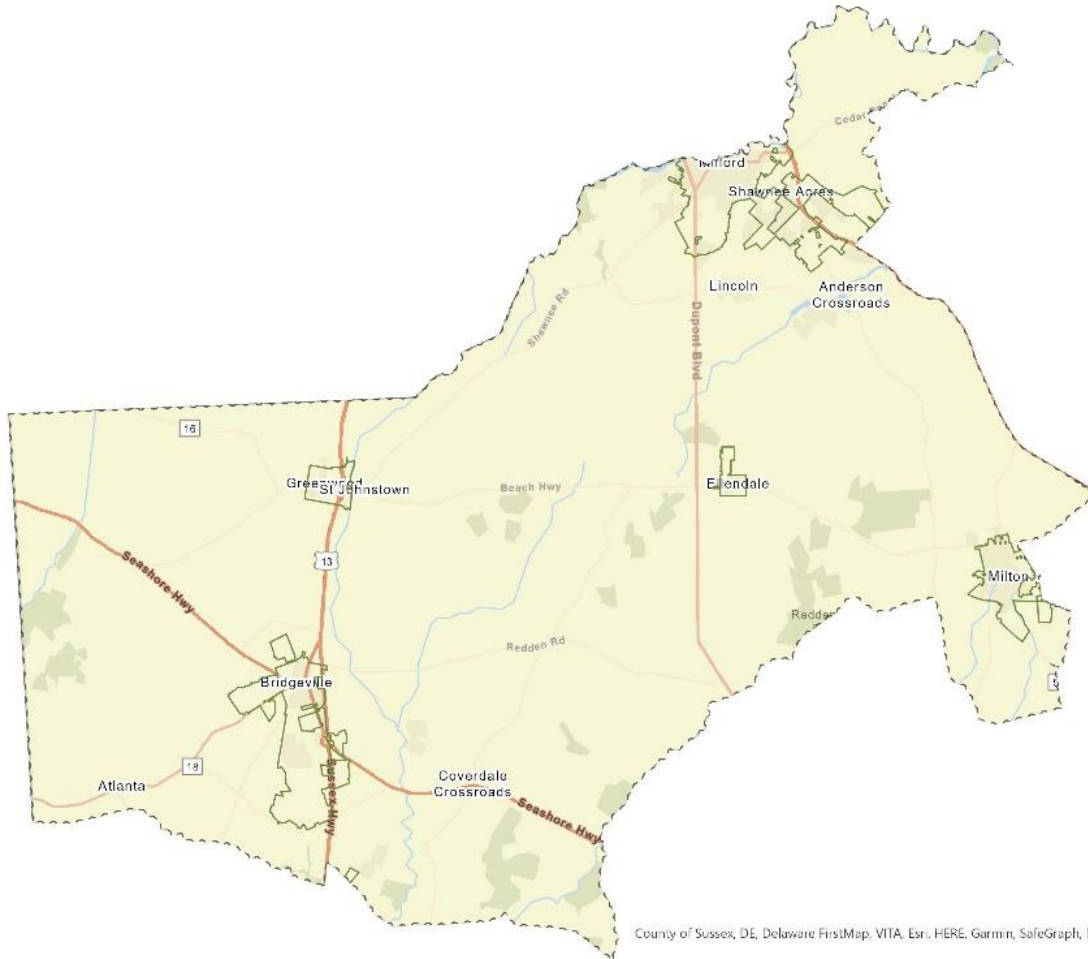 Cedar
Milford
Shawnee Acres
Lincoln
Anderson
Crossroads
Shawnee Rd
Dupont Blvd
16
Greenwood
St Johnstown
Beach Hwy
Ellendale
Seashore Hwy
13
Milton
Redden
Redden Rd
5
Bridgeville
18
Atlanta
Sussex Hwy
Coverdale
Crossroads
Seashore Hwy
County of Sussex, DE, Delaware FirstMap, VITA, Esri, HERE, Garmin, SafeGraph,